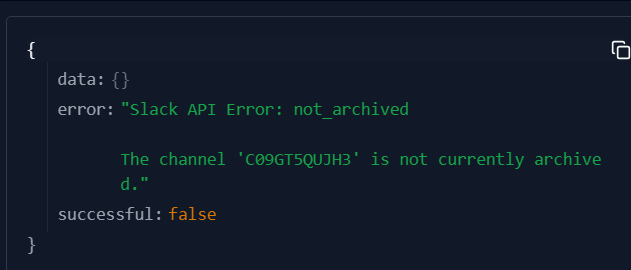 {
data: {}
error: "Slack API Error: not_archived
The channel 'C09GT5QUJH3' is not currently archive
d."
successful: false
}